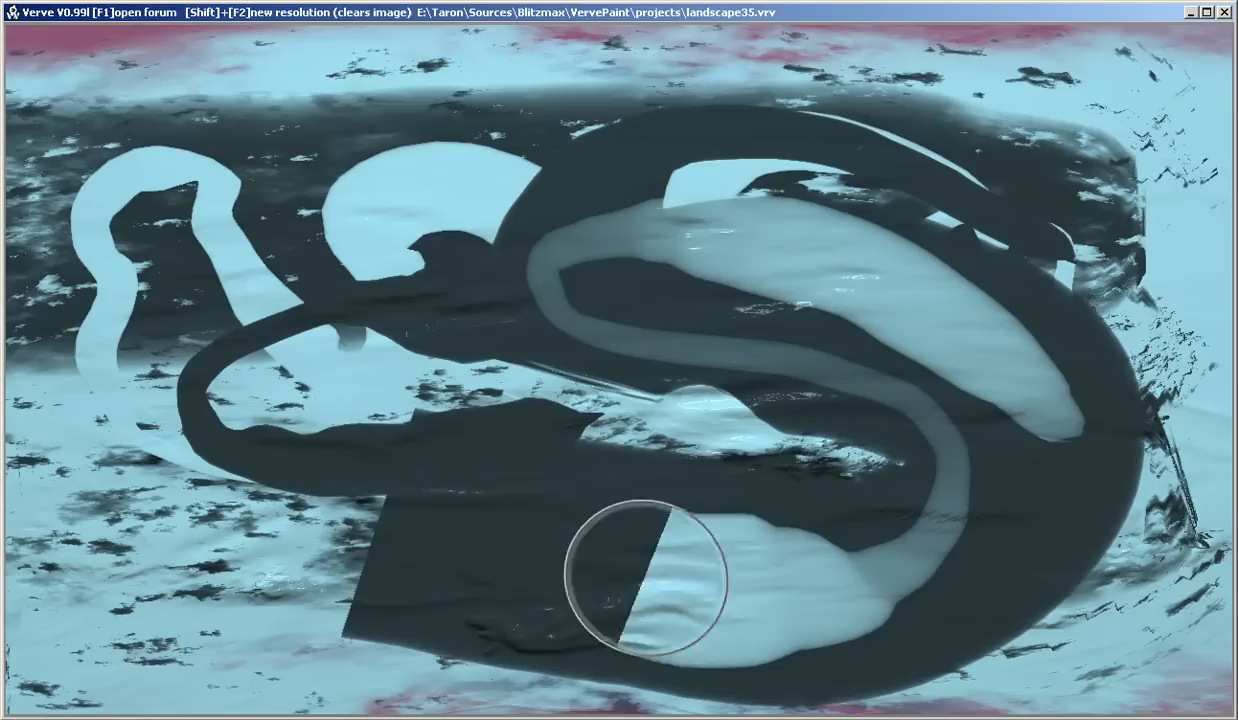 Verve V0.99l [F1]open forum [Shift]+[F2]new resolution (clears image) E:\Taron\Sources\Blitzmax\VervePaint\projects\landscape35.vrv